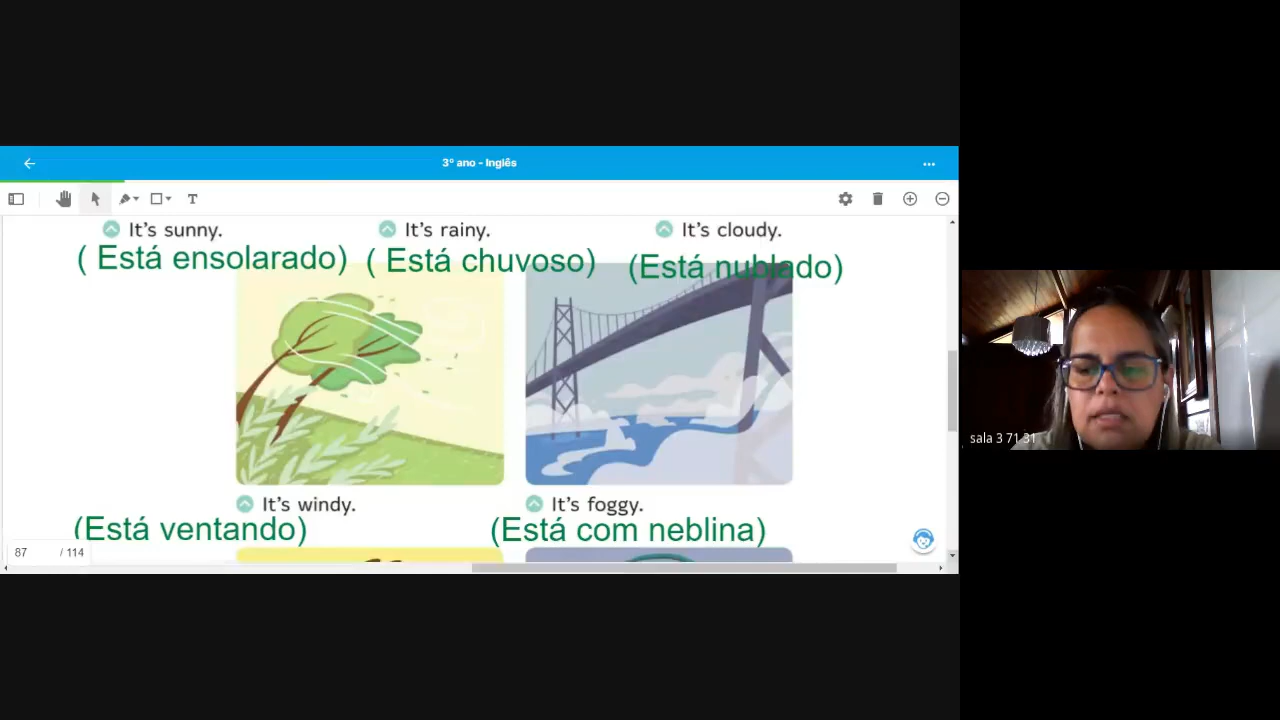 3º ano - Inglês
It's sunny. It's rainy. It's cloudy.
( Está ensolarado) ( Está chuvoso) (Está nublado)
It's windy. It's foggy.
(Está ventando) (Está com neblina)
87 / 114
sala 3 71 31